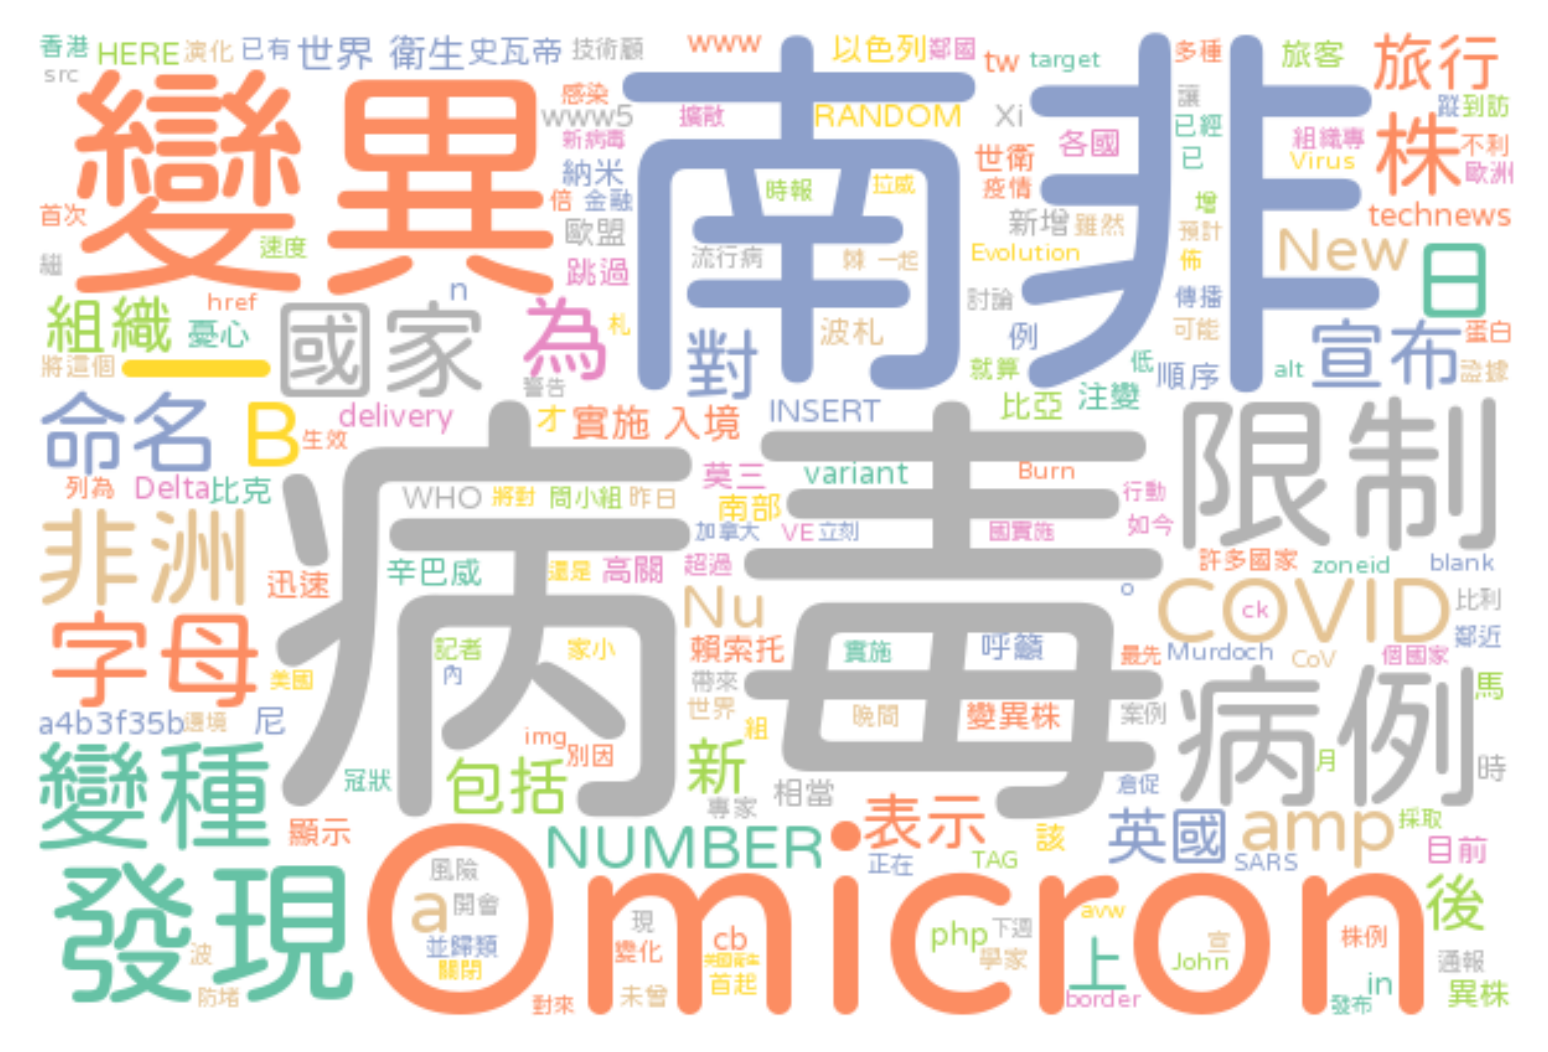 香港 HERE 演化 已有 世界 衛生 史瓦帝 技術顧 www 以色列 鄰國 tw target 多種 旅客 旅行
src 變異 感染 www5 擴散 南非 RANDOM Xi 讓 已經 蹤 到訪
新病毒 世衛 各國 已 組織專 Virus 株 不利 歐洲
首次 納米 倍 金融 時報 拉威 疫情 增 technews
繼 速度 歐盟 流行病 棘 一起 新增 雖然 Evolution 預計 佈 New 日
組織 href n 跳過 討論 傳播
憂心 國家 為 札 對 波札 例 可能 宣布 蛋白
將這個 一 警告 就算 低 順序 alt 證據
命名 B delivery 才 實施 入境 INSERT 比亞 注變 限制
生效 病毒
列為 Delta 比克 WHO 將對 問小組 昨日 莫三 variant Burn 行動
非洲 南部 加拿大 VE 立刻 國實施 如今
迅速 辛巴威 還是 高關 超過 許多國家 zoneid blank
字母 Nu o COVID ck 比利
記者 家小 賴索托 實施 呼籲 最先 Murdoch CoV 個國家 鄰近
美國 內 帶來 病例 馬
a4b3f35b 邊境 尼 世界 晚間 變異株 案例
變種 img 別因 組 月 時
冠狀 包括 新 相當 專家 倉促
顯示 NUMBER 表示 該 英國 amp 採取
發現 Omicron 正在 TAG SARS 目前
風險 後
a 開會 現 avw
並歸類 變化 cb php 下週 上 宣 株例
波 關閉 首起 學家 John 通報
防堵 對來 未曾 border in 發布 異株